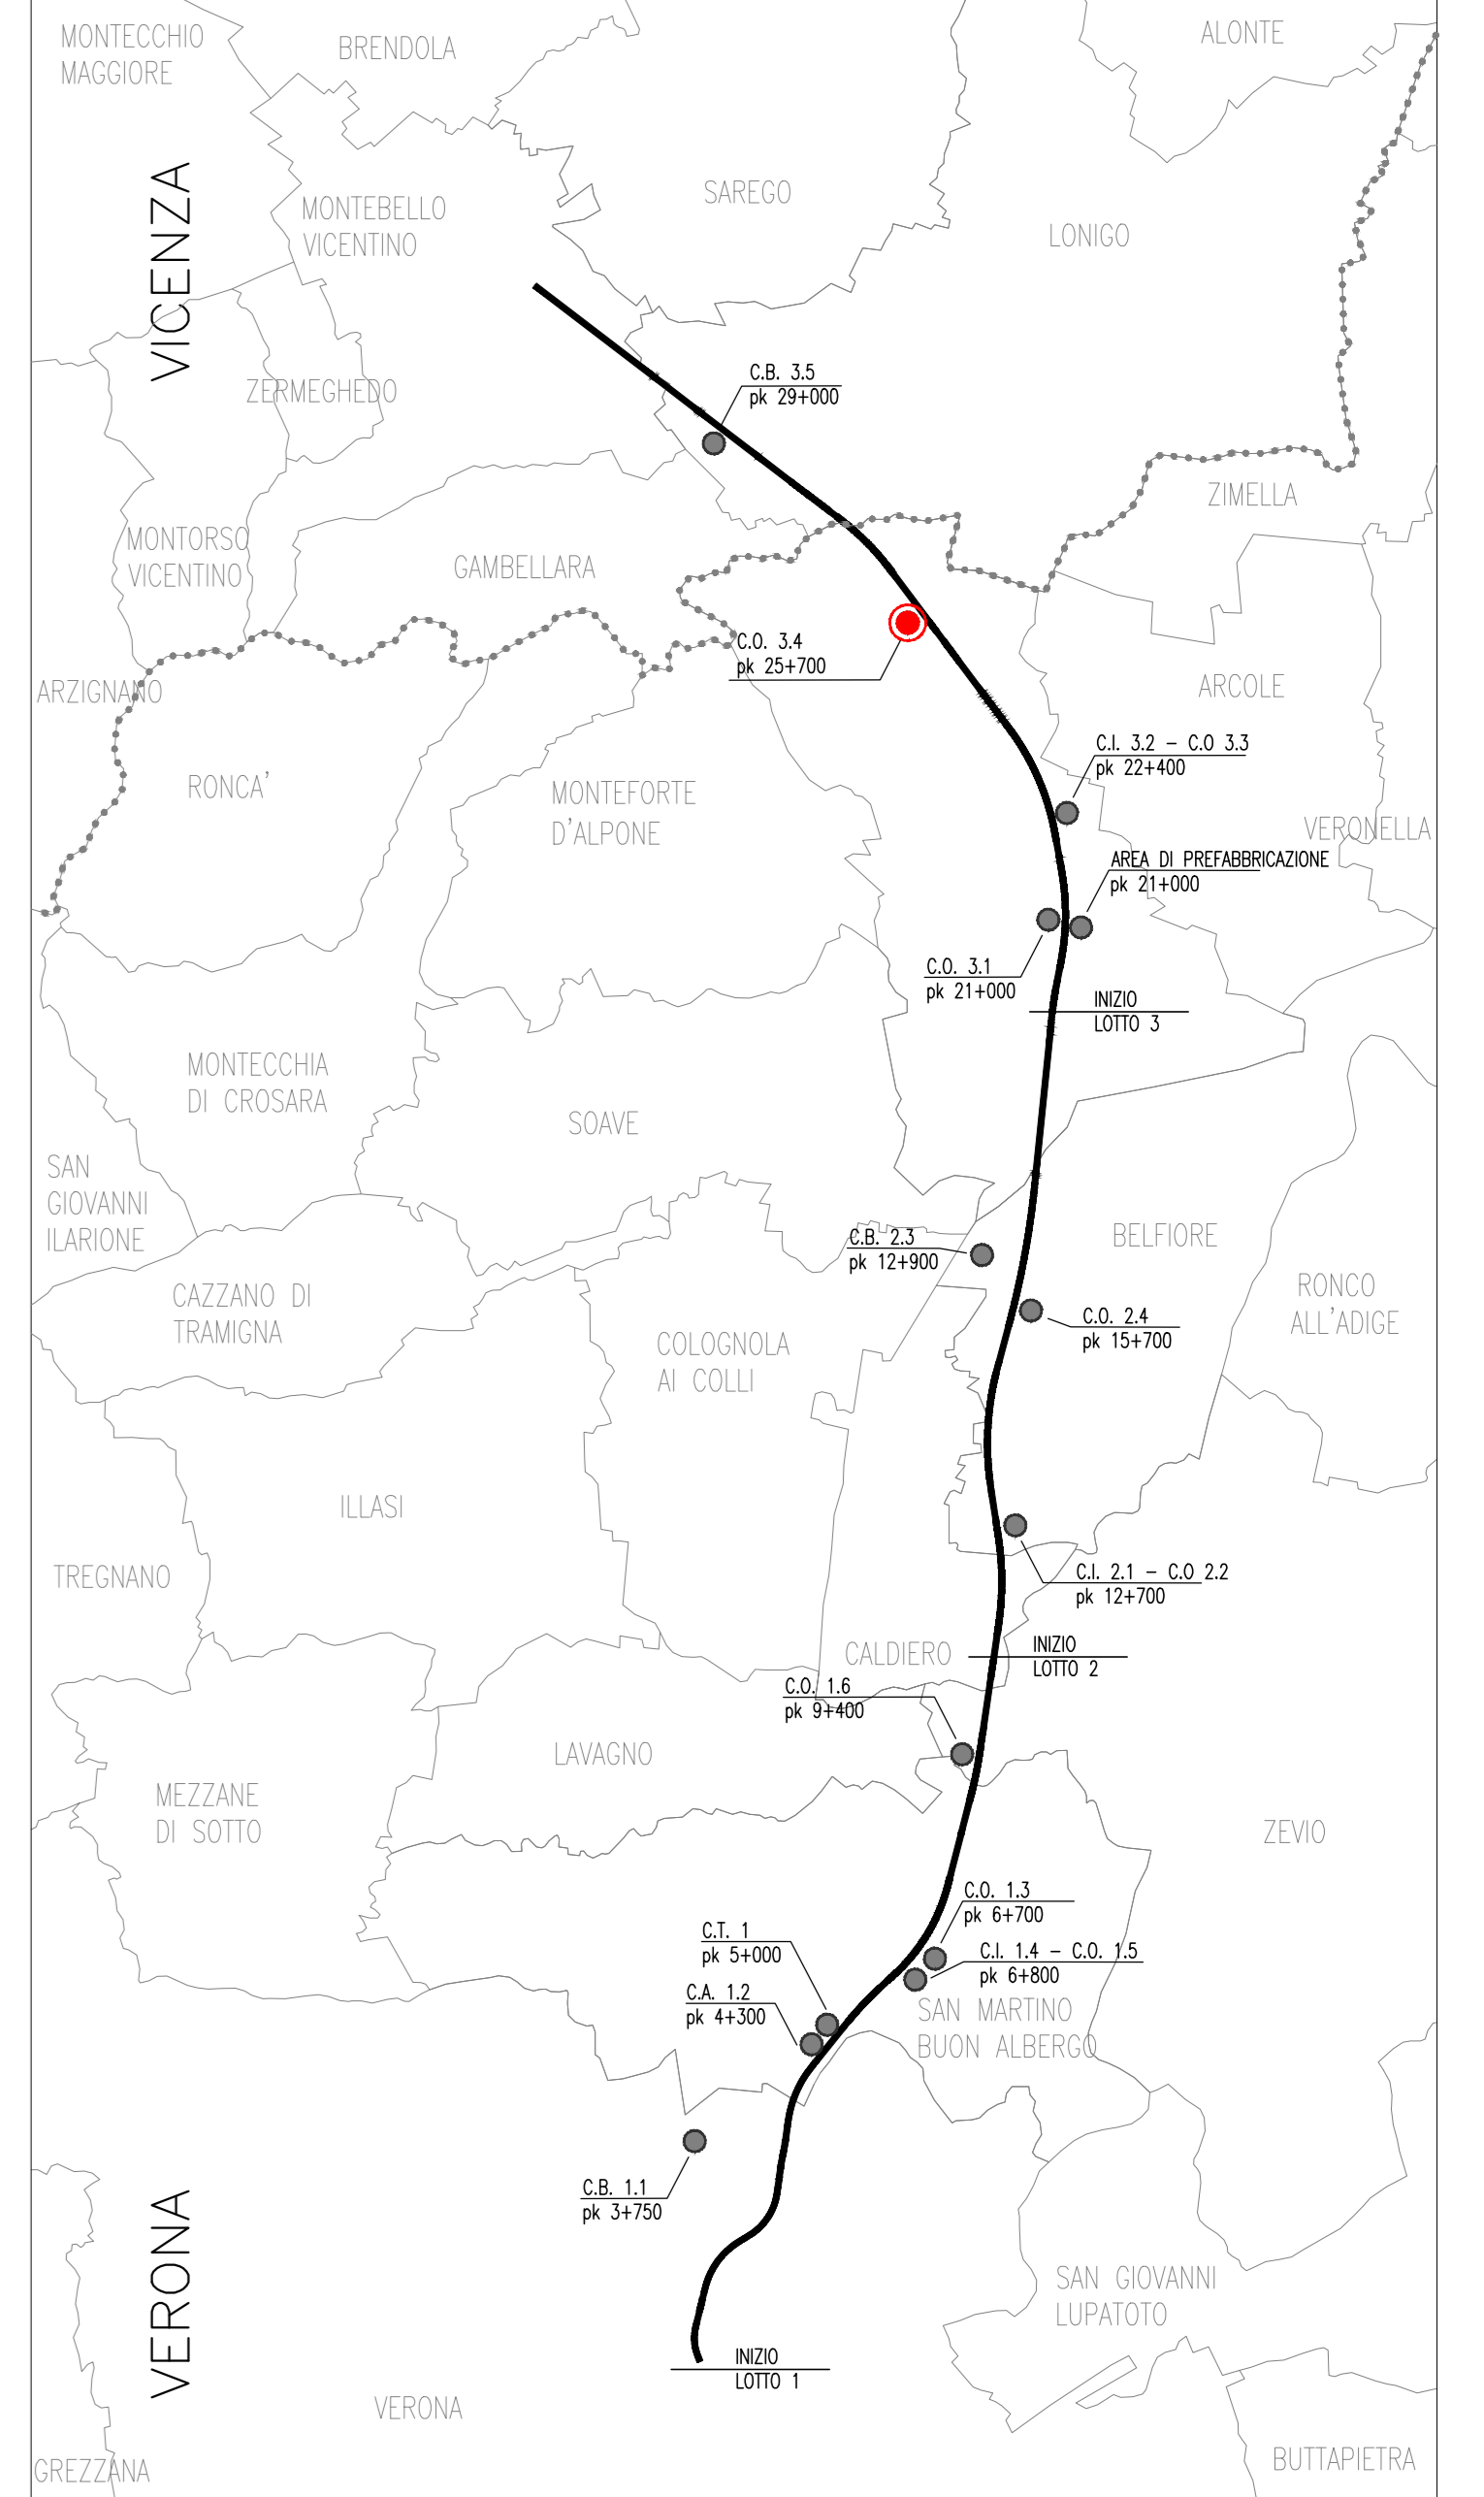 MONTECCHIO
MAGGIORE
BRENDOLA
ALONTE
VICENZA
SAREGO
MONTEBELLO
VICENTINO
LONIGO
C.B. 3.5
pk 29+000
ZERMEGHEDO
ZIMELLA
MONTORSO
VICENTINO
GAMBELLARA
C.O. 3.4
pk 25+700
ARZIGNANO
ARCOLE
C.I. 3.2 - C.O 3.3
pk 22+400
RONCA'
MONTEFORTE
D'ALPONE
VERONELLA
AREA DI PREFABBRICAZIONE
pk 21+000
C.O. 3.1
pk 21+000
INIZIO
LOTTO 3
MONTECCHIA
DI CROSARA
SOAVE
SAN
GIOVANNI
ILARIONE
C.B. 2.3
pk 12+900
BELFIORE
CAZZANO DI
TRAMIGNA
RONCO
ALL'ADIGE
C.O. 2.4
pk 15+700
COLOGNOLA
AI COLLI
ILLASI
TREGNANO
C.I. 2.1 - C.O 2.2
pk 12+700
CALDIERO
INIZIO
LOTTO 2
C.O. 1.6
pk 9+400
LAVAGNO
MEZZANE
DI SOTTO
ZEVIO
C.O. 1.3
pk 6+700
C.T. 1
pk 5+000
C.I. 1.4 - C.O. 1.5
pk 6+800
C.A. 1.2
pk 4+300
SAN MARTINO
BUON ALBERGO
C.B. 1.1
pk 3+750
VERONA
SAN GIOVANNI
LUPATOTO
INIZIO
LOTTO 1
VERONA
GREZZANA
BUTTAPIETRA